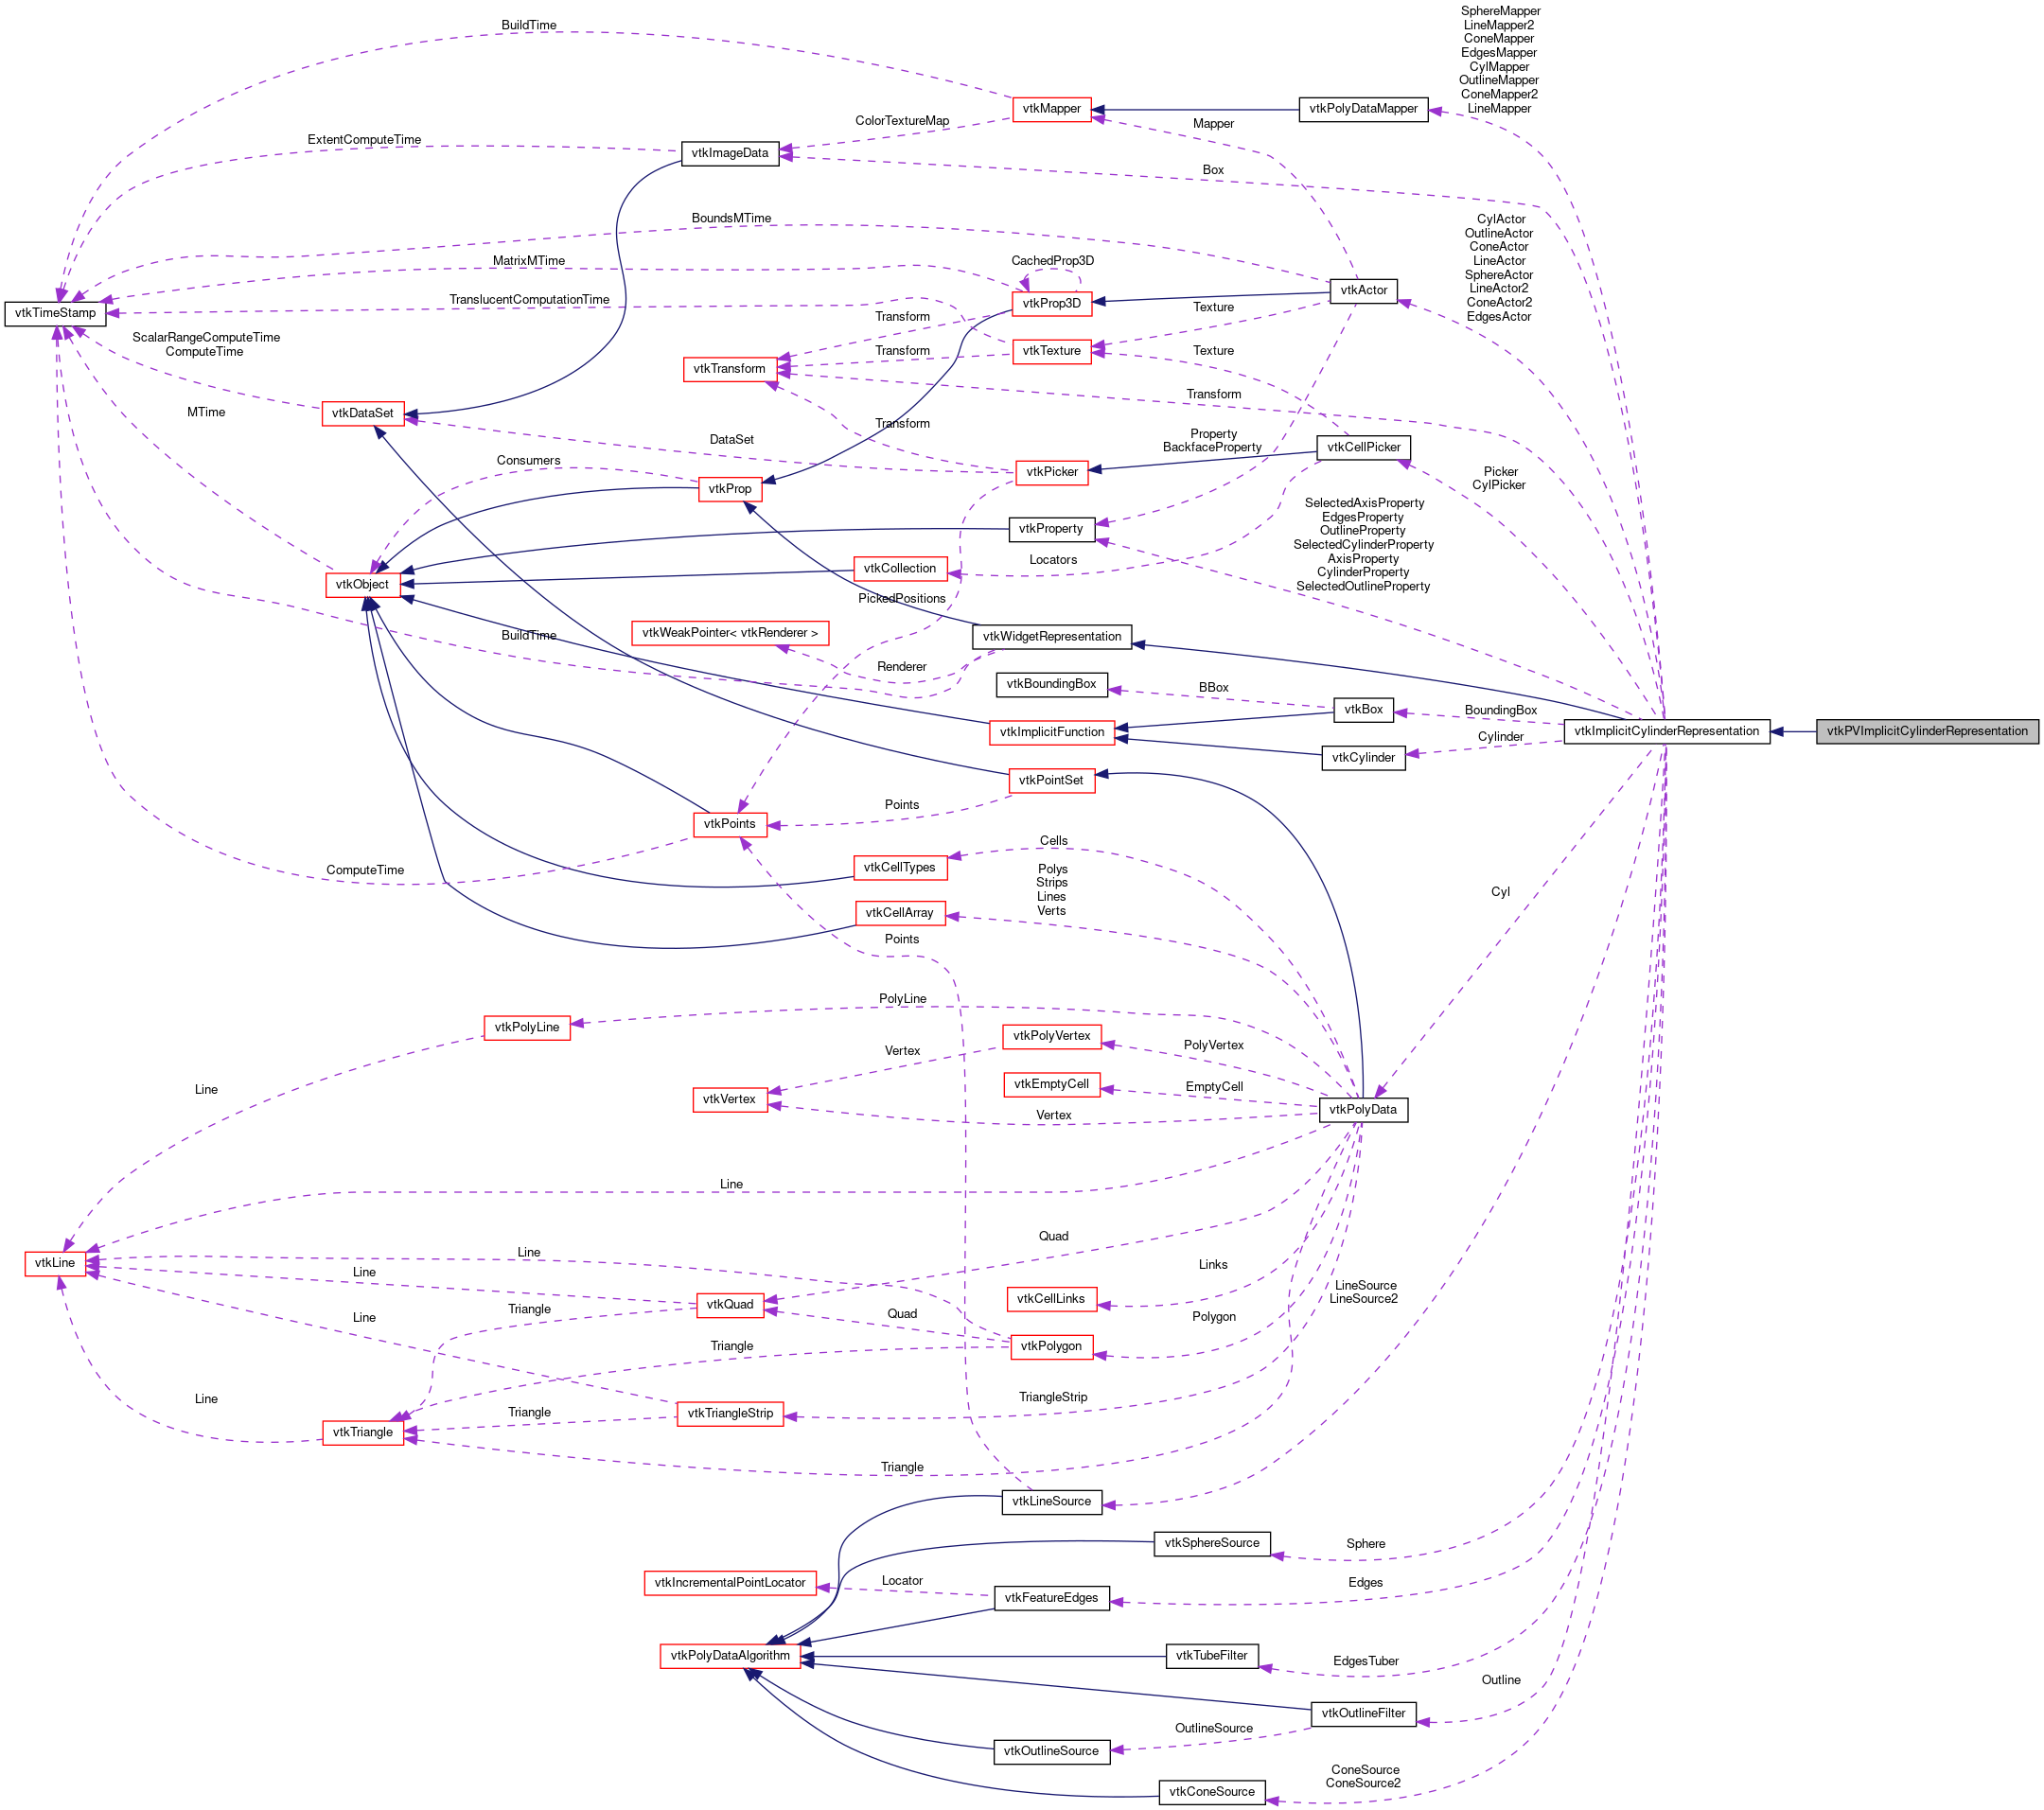 BuildTime
SphereMapper
LineMapper2
ConeMapper
EdgesMapper
CylMapper
OutlineMapper
ConeMapper2
LineMapper
vtkMapper
vtkPolyDataMapper
ColorTextureMap
Mapper
ExtentComputeTime
vtkImageData
Box
BoundsMTime
CylActor
OutlineActor
ConeActor
LineActor
SphereActor
LineActor2
ConeActor2
EdgesActor
MatrixMTime
CachedProp3D
vtkActor
TranslucentComputationTime
vtkProp3D
Texture
vtkTimeStamp
Transform
ScalarRangeComputeTime
ComputeTime
Transform
vtkTexture
Texture
vtkTransform
Transform
MTime
vtkDataSet
Transform
DataSet
Property
BackfaceProperty
vtkCellPicker
Consumers
vtkPicker
Picker
CylPicker
vtkProp
SelectedAxisProperty
EdgesProperty
OutlineProperty
SelectedCylinderProperty
AxisProperty
CylinderProperty
SelectedOutlineProperty
vtkProperty
Locators
vtkObject
vtkCollection
PickedPositions
vtkWeakPointer< vtkRenderer >
BuildTime
vtkWidgetRepresentation
Renderer
vtkBoundingBox
BBox
vtkBox
BoundingBox
vtkImplicitFunction
Cylinder
vtkImplicitCylinderRepresentation
vtkPVImplicitCylinderRepresentation
vtkCylinder
vtkPointSet
Points
vtkPoints
Cells
ComputeTime
vtkCellTypes
Polys
Strips
Lines
Verts
Cyl
vtkCellArray
Points
PolyLine
vtkPolyLine
vtkPolyVertex
PolyVertex
Vertex
Line
vtkEmptyCell
EmptyCell
vtkVertex
Vertex
vtkPolyData
Line
Quad
Line
vtkLine
Line
Links
LineSource
LineSource2
vtkCellLinks
Triangle
vtkQuad
Quad
Line
Polygon
vtkPolygon
Triangle
Line
TriangleStrip
Triangle
vtkTriangleStrip
vtkTriangle
Triangle
vtkLineSource
vtkSphereSource
Sphere
vtkIncrementalPointLocator
Locator
Edges
vtkFeatureEdges
vtkPolyDataAlgorithm
vtkTubeFilter
EdgesTuber
Outline
vtkOutlineFilter
OutlineSource
vtkOutlineSource
ConeSource
ConeSource2
vtkConeSource